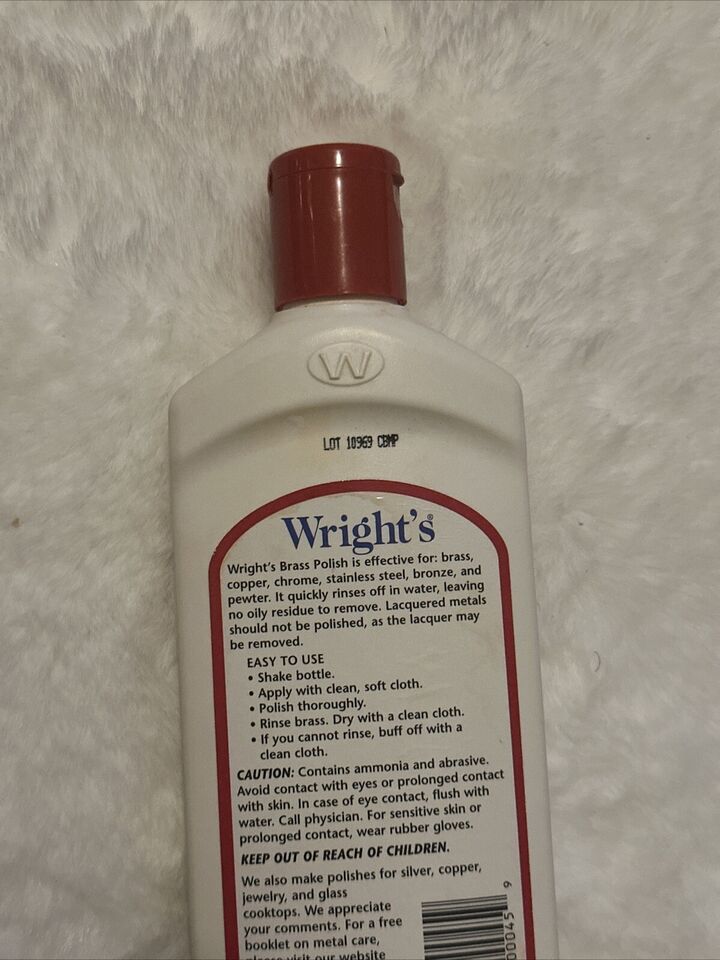 W
LOT 10969 CBMP
Wright's®
Wright's Brass Polish is effective for: brass,
copper, chrome, stainless steel, bronze, and
pewter. It quickly rinses off in water, leaving
no oily residue to remove. Lacquered metals
should not be polished, as the lacquer may
be removed.
EASY TO USE
• Shake bottle.
• Apply with clean, soft cloth.
• Polish thoroughly.
• Rinse brass. Dry with a clean cloth.
• If you cannot rinse, buff off with a
clean cloth.
CAUTION: Contains ammonia and abrasive.
Avoid contact with eyes or prolonged contact
with skin. In case of eye contact, flush with
water. Call physician. For sensitive skin or
prolonged contact, wear rubber gloves.
KEEP OUT OF REACH OF CHILDREN.
We also make polishes for silver, copper,
jewelry, and glass
cooktops. We appreciate
your comments. For a free
booklet on metal care,
please visit our website
00045 9